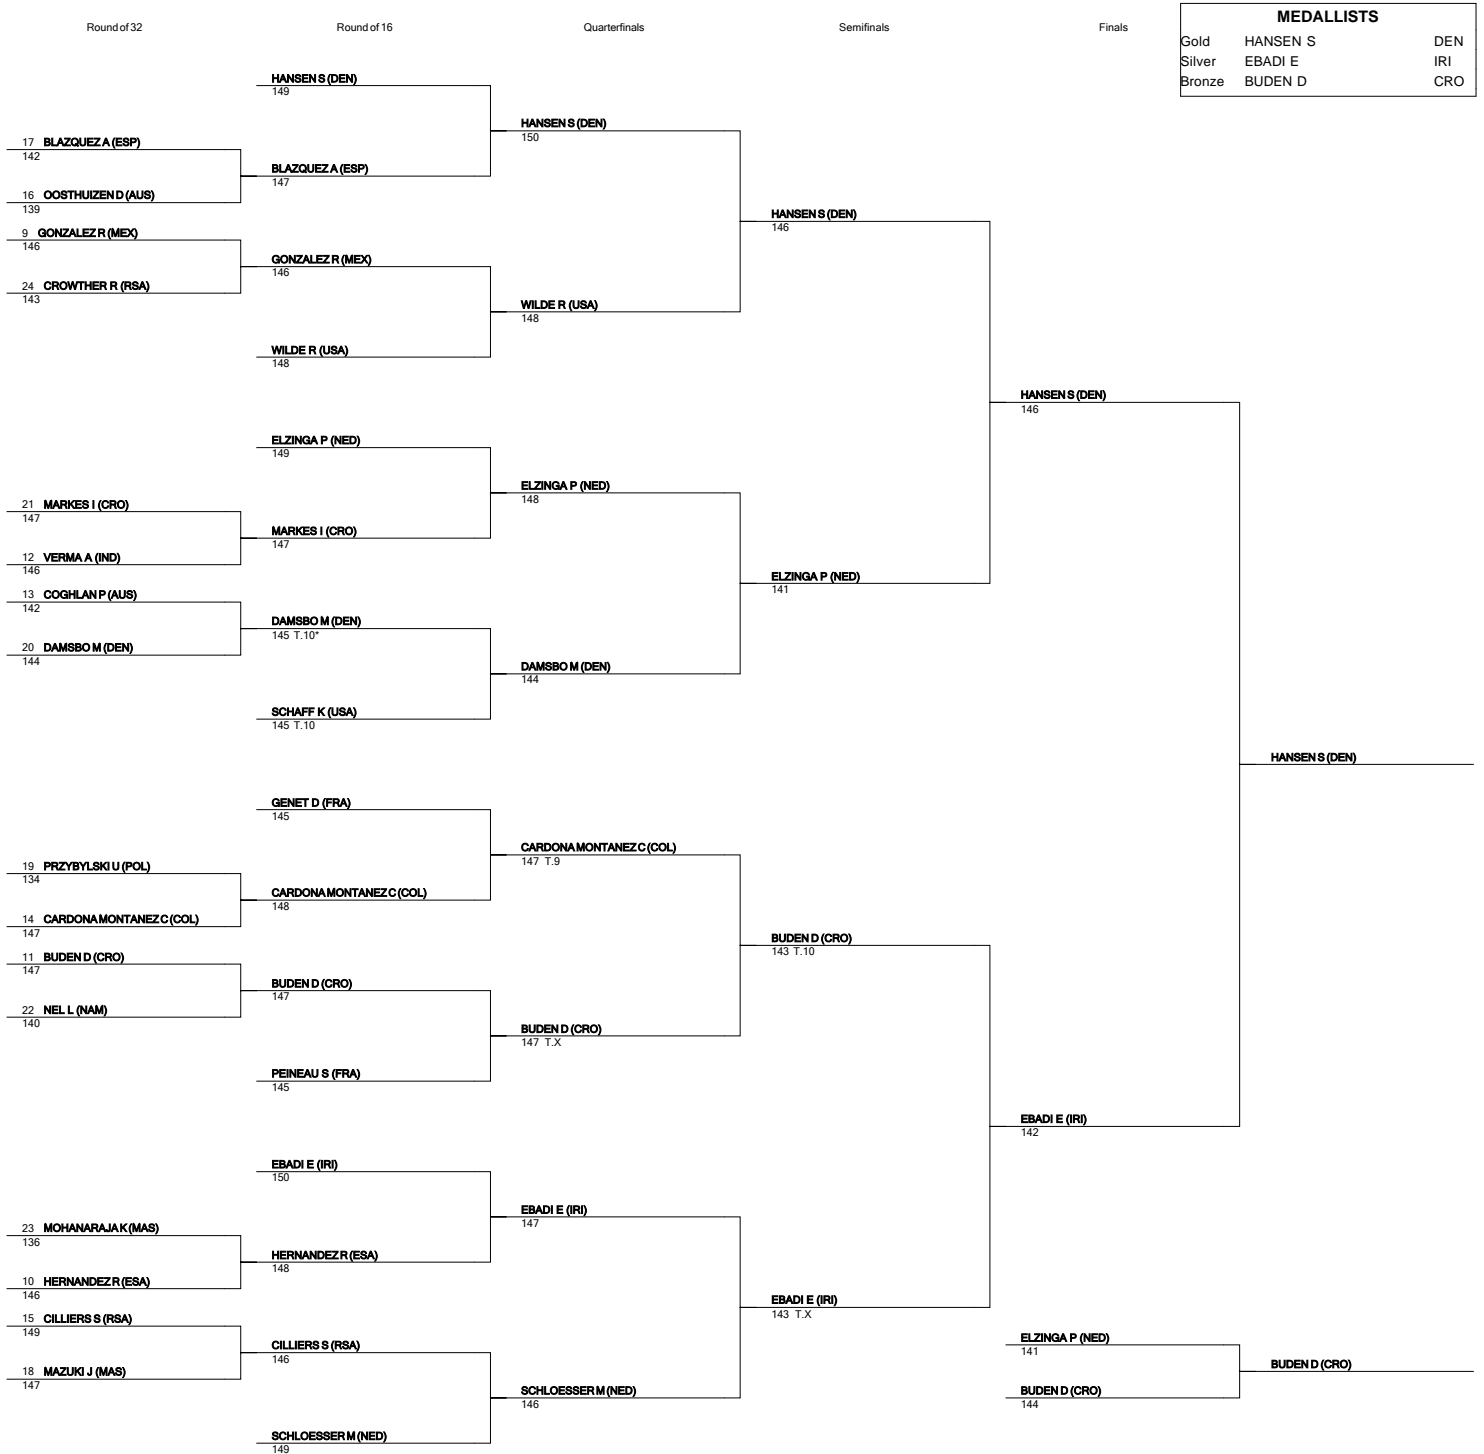 MEDALLISTS
Gold HANSEN S DEN
Silver EBADI E IRI
Bronze BUDEN D CRO
Round of 32 Round of 16 Quarterfinals Semifinals Finals
HANSEN S (DEN)
149
HANSEN S (DEN)
150
17 BLAZQUEZ A (ESP)
142
BLAZQUEZ A (ESP)
147
16 OOSTHUIZEN D (AUS)
139
HANSEN S (DEN)
146
9 GONZALEZ R (MEX)
146
GONZALEZ R (MEX)
146
24 CROWTHER R (RSA)
143
WILDE R (USA)
148
WILDE R (USA)
148
HANSEN S (DEN)
146
ELZINGA P (NED)
149
ELZINGA P (NED)
148
21 MARKES I (CRO)
147
MARKES I (CRO)
147
12 VERMA A (IND)
146
ELZINGA P (NED)
141
13 COGHLAN P (AUS)
142
DAMSBO M (DEN)
145 T.10*
20 DAMSBO M (DEN)
144
DAMSBO M (DEN)
144
SCHAFF K (USA)
145 T.10
HANSEN S (DEN)
GENET D (FRA)
145
CARDONA MONTANEZ C (COL)
147 T.9
19 PRZYBYLSKI U (POL)
134
CARDONA MONTANEZ C (COL)
148
14 CARDONA MONTANEZ C (COL)
147
BUDEN D (CRO)
143 T.10
11 BUDEN D (CRO)
147
BUDEN D (CRO)
147
22 NEL L (NAM)
140
BUDEN D (CRO)
147 T.X
PEINEAU S (FRA)
145
EBADI E (IRI)
142
EBADI E (IRI)
150
EBADI E (IRI)
147
23 MOHANARAJA K (MAS)
136
HERNANDEZ R (ESA)
148
10 HERNANDEZ R (ESA)
146
EBADI E (IRI)
143 T.X
15 CILLIERS S (RSA)
149
CILLIERS S (RSA)
146
18 MAZUKI J (MAS)
147
SCHLOESSER M (NED)
146
SCHLOESSER M (NED)
149
ELZINGA P (NED)
141
BUDEN D (CRO)
BUDEN D (CRO)
144